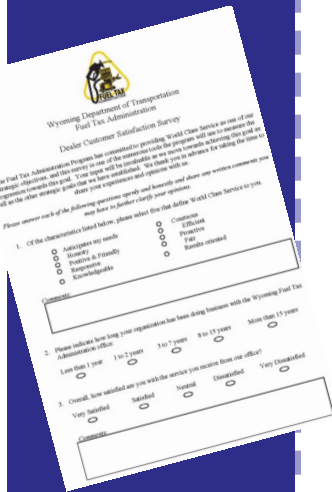 FUEL TAX
Wyoming Department of Transportation
Fuel Tax Administration
Dealer Customer Satisfaction Survey
Fuel Tax Administration Program has committed to providing World Class Service as one of our
strategic objectives, and this survey is one of the numerous tools the program will use to measure the
progression towards this goal. Your input will be invaluable as we move towards achieving this goal as
well as the other strategic goals that we have established. We thank you in advance for taking the time to
share your experiences and opinions with us.
Please answer each of the following questions openly and honestly and share any written comments you
may have to further clarify your opinions.
1. Of the characteristics listed below, please select five that define World Class Service to you.
Anticipates my needs
Honesty
Positive & Friendly
Responsive
Knowledgeable
Courteous
Efficient
Proactive
Fair
Results oriented
Comments:
2. Please indicate how long your organization has been doing business with the Wyoming Fuel Tax
Administration office.
Less than 1 year 1 to 2 years 3 to 7 years 8 to 15 years More than 15 years
3. Overall, how satisfied are you with the service you receive from our office?
Very Satisfied Satisfied Neutral Dissatisfied Very Dissatisfied
Comments: